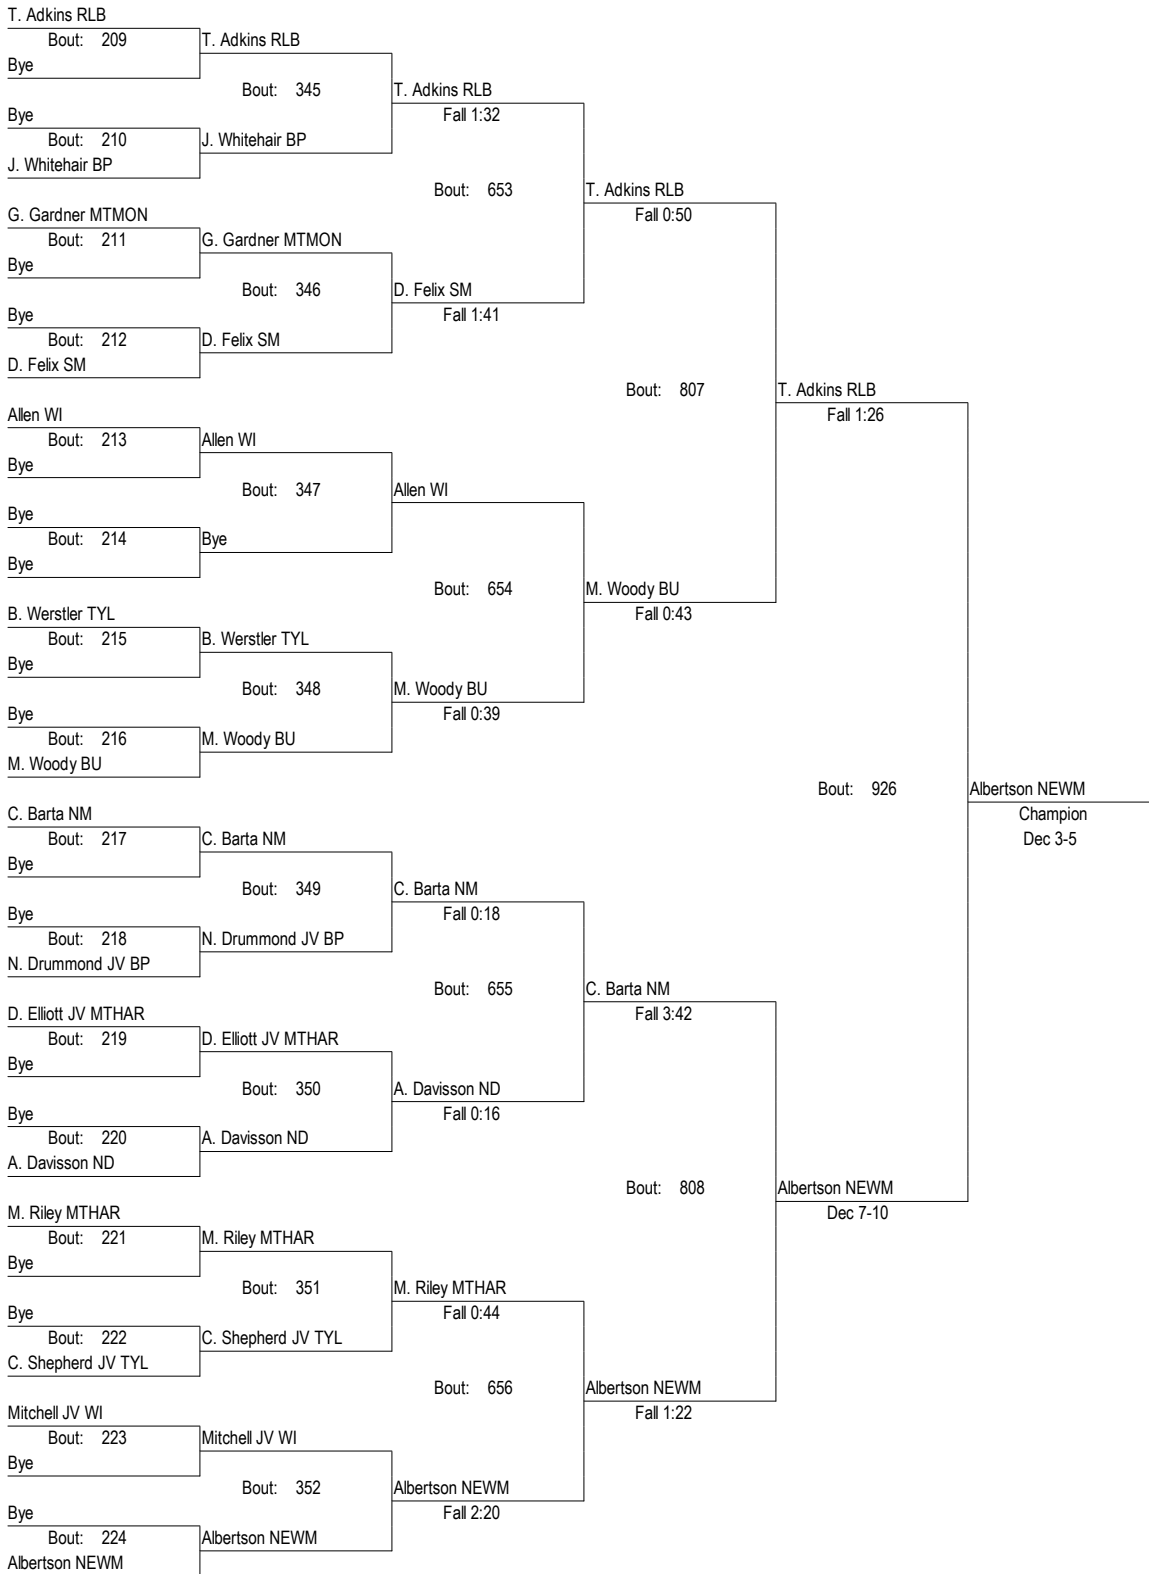 T. Adkins RLB
Bout: 209
T. Adkins RLB
Bye
Bout: 345
T. Adkins RLB
Fall 1:32
Bye
Bout: 210
J. Whitehair BP
J. Whitehair BP
Bout: 653
T. Adkins RLB
Fall 0:50
G. Gardner MTMON
Bout: 211
G. Gardner MTMON
Bye
Bout: 346
D. Felix SM
Fall 1:41
Bye
Bout: 212
D. Felix SM
D. Felix SM
Bout: 807
T. Adkins RLB
Fall 1:26
Allen WI
Bout: 213
Allen WI
Bye
Bout: 347
Allen WI
Bye
Bout: 214
Bye
Bye
Bout: 654
M. Woody BU
Fall 0:43
B. Werstler TYL
Bout: 215
B. Werstler TYL
Bye
Bout: 348
M. Woody BU
Fall 0:39
Bye
Bout: 216
M. Woody BU
M. Woody BU
Bout: 926
Albertson NEWM
Champion
Dec 3-5
C. Barta NM
Bout: 217
C. Barta NM
Bye
Bout: 349
C. Barta NM
Fall 0:18
Bye
Bout: 218
N. Drummond JV BP
N. Drummond JV BP
Bout: 655
C. Barta NM
Fall 3:42
D. Elliott JV MTHAR
Bout: 219
D. Elliott JV MTHAR
Bye
Bout: 350
A. Davisson ND
Fall 0:16
Bye
Bout: 220
A. Davisson ND
A. Davisson ND
Bout: 808
Albertson NEWM
Dec 7-10
M. Riley MTHAR
Bout: 221
M. Riley MTHAR
Bye
Bout: 351
M. Riley MTHAR
Fall 0:44
Bye
Bout: 222
C. Shepherd JV TYL
C. Shepherd JV TYL
Bout: 656
Albertson NEWM
Fall 1:22
Mitchell JV WI
Bout: 223
Mitchell JV WI
Bye
Bout: 352
Albertson NEWM
Fall 2:20
Bye
Bout: 224
Albertson NEWM
Albertson NEWM